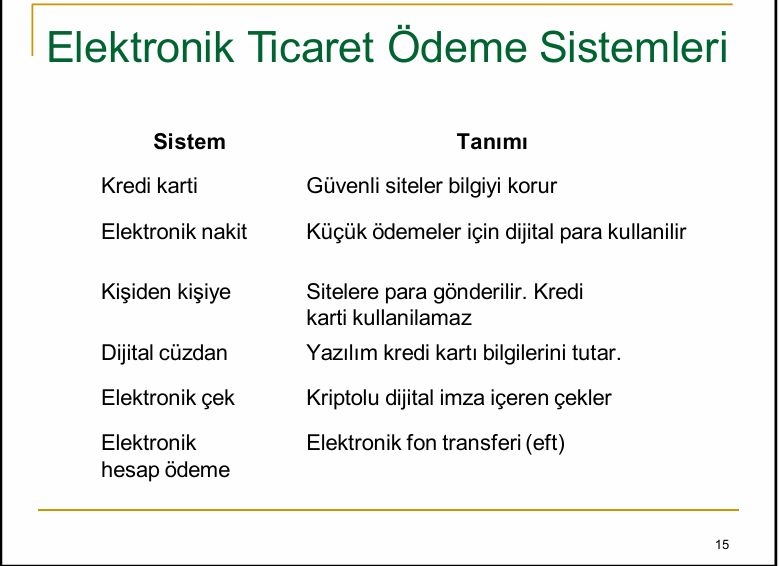 Elektronik Ticaret Ödeme Sistemleri
Sistem Tanımı
Kredi karti Güvenli siteler bilgiyi korur
Elektronik nakit Küçük ödemeler için dijital para kullanilir
Kişiden kişiye Sitelere para gönderilir. Kredi
karti kullanilamaz
Dijital cüzdan Yazılım kredi kartı bilgilerini tutar.
Elektronik çek Kriptolu dijital imza içeren çekler
Elektronik Elektronik fon transferi (eft)
hesap ödeme
15